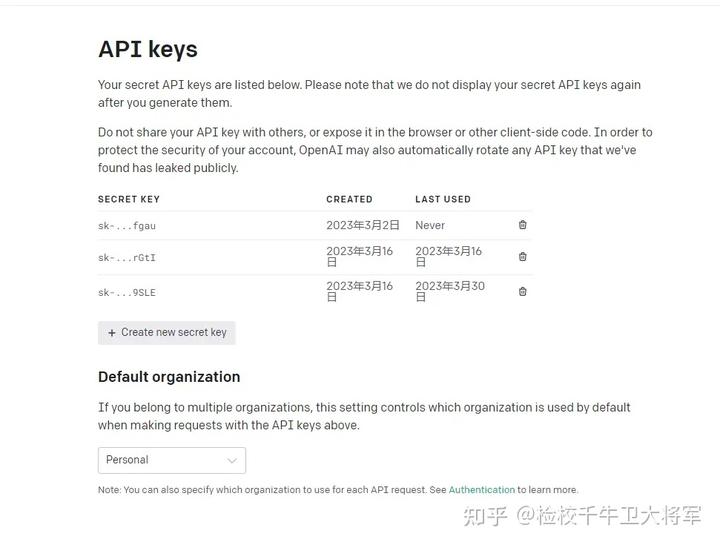 API keys
Your secret API keys are listed below. Please note that we do not display your secret API keys again
after you generate them.
Do not share your API key with others, or expose it in the browser or other client-side code. In order to
protect the security of your account, OpenAI may also automatically rotate any API key that we've
found has leaked publicly.
SECRET KEY CREATED LAST USED
sk-...fgau 2023年3月2日 Never
sk-...rGtI 2023年3月16日 2023年3月16日
sk-...9SLE 2023年3月16日 2023年3月30日
+ Create new secret key
Default organization
If you belong to multiple organizations, this setting controls which organization is used by default
when making requests with the API keys above.
Personal
Note: You can also specify which organization to use for each API request. See Authentication to learn more.
知乎 @检校千牛卫大将军